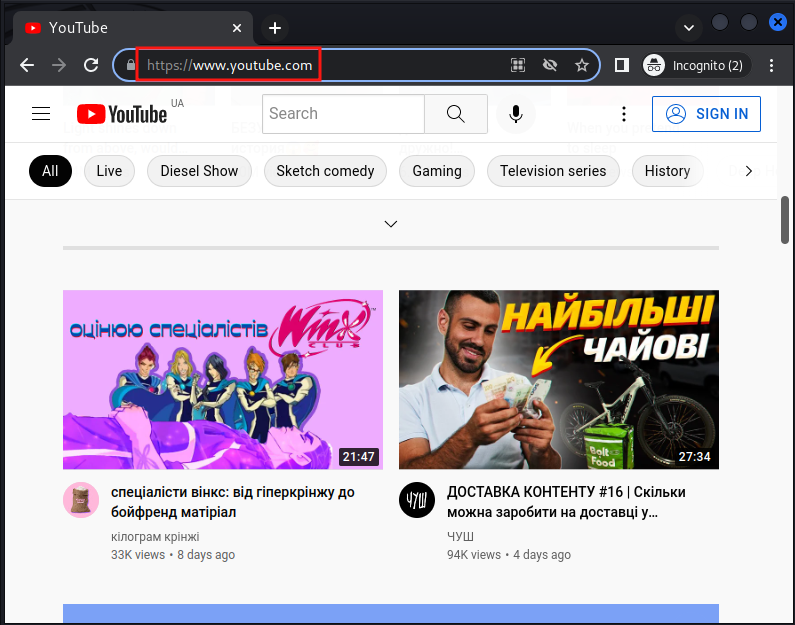 YouTube
https://www.youtube.com
Incognito (2)
YouTube UA
Search
SIGN IN
All
Live
Diesel Show
Sketch comedy
Gaming
Television series
History
оцінюю спеціалістів
Winx
CLUB
21:47
НАЙБІЛЬШІ
ЧАЙОВІ
Bolt
Food
27:34
спеціалісти вінкс: від гіперкрінжу до
бойфренд матіріал
кілограм крінжі
33K views • 8 days ago
ЧУШ
ДОСТАВКА КОНТЕНТУ #16 | Скільки
можна заробити на доставці у...
ЧУШ
94K views • 4 days ago